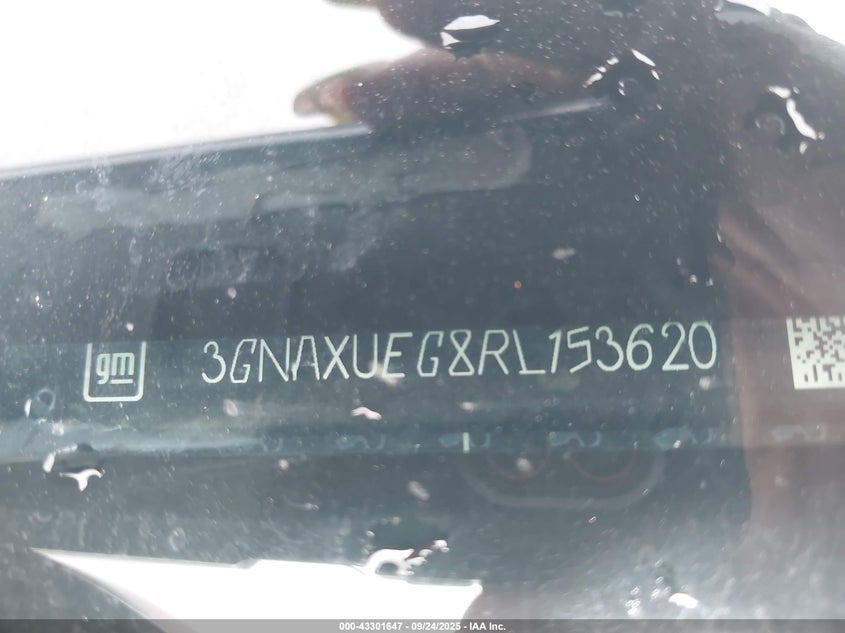 gm 3GNAXUEG8RL153620
000-43301647 - 09/24/2025 - IAA Inc.